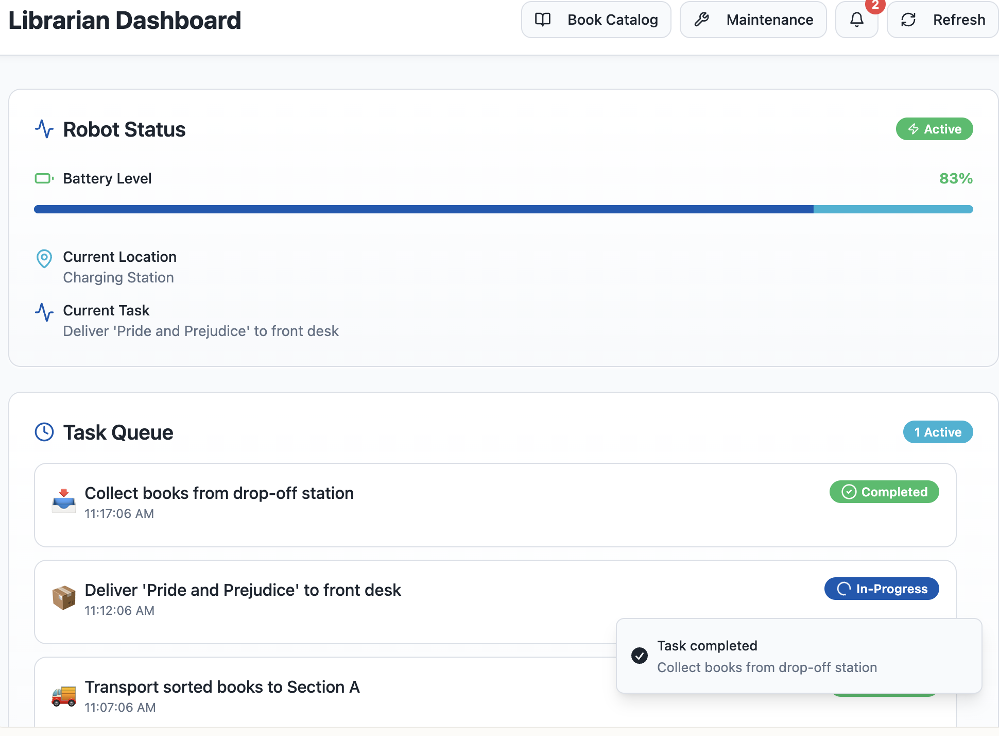 Librarian Dashboard
Book Catalog
Maintenance
2
Refresh
Robot Status
Active
Battery Level
83%
Current Location
Charging Station
Current Task
Deliver 'Pride and Prejudice' to front desk
Task Queue
1 Active
Collect books from drop-off station
Completed
11:17:06 AM
Deliver 'Pride and Prejudice' to front desk
In-Progress
11:12:06 AM
Task completed
Collect books from drop-off station
Transport sorted books to Section A
11:07:06 AM